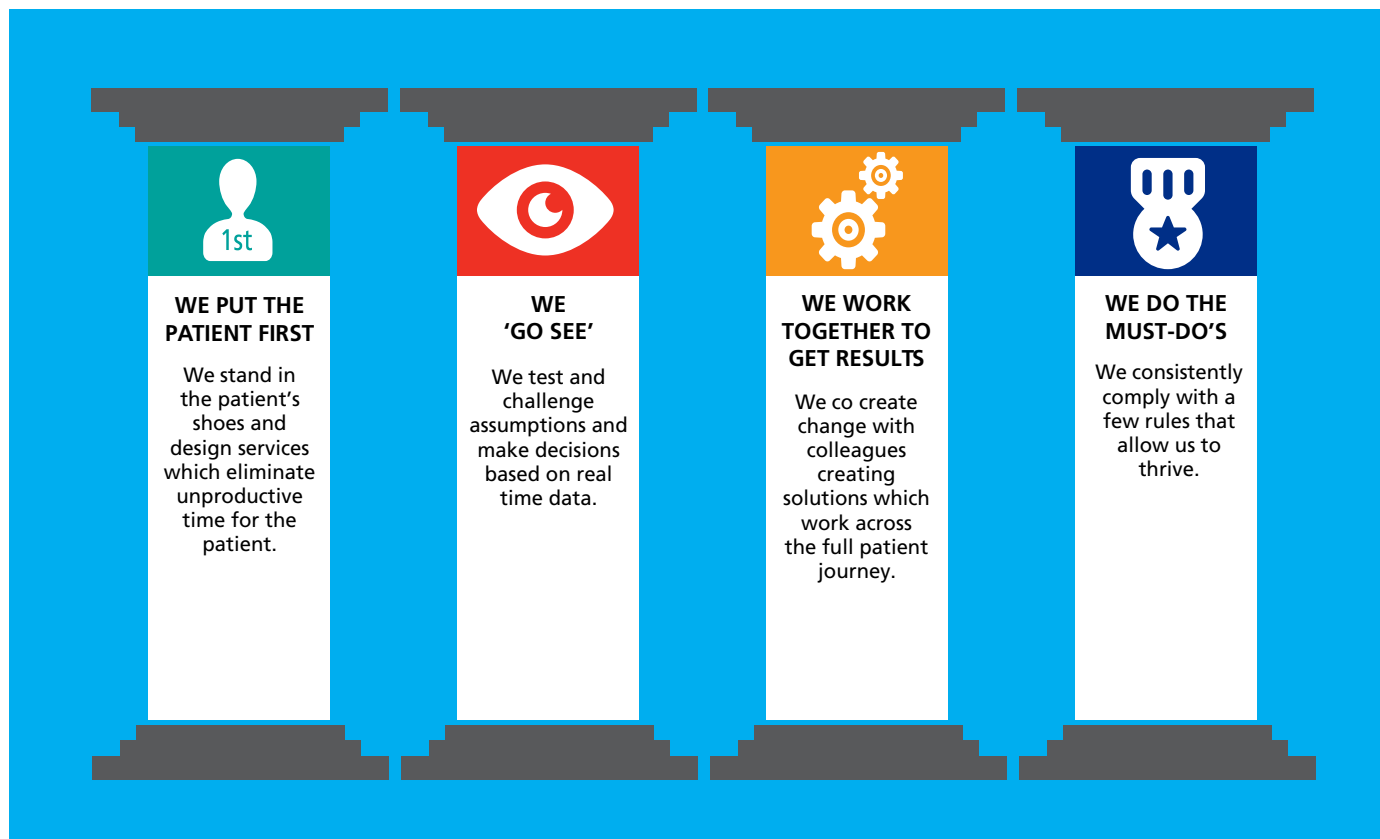 1st
WE PUT THE
PATIENT FIRST
We stand in
the patient’s
shoes and
design services
which eliminate
unproductive
time for the
patient.
WE
‘GO SEE’
We test and
challenge
assumptions and
make decisions
based on real
time data.
WE WORK
TOGETHER TO
GET RESULTS
We co create
change with
colleagues
creating
solutions which
work across
the full patient
journey.
WE DO THE
MUST-DO’S
We consistently
comply with a
few rules that
allow us to
thrive.